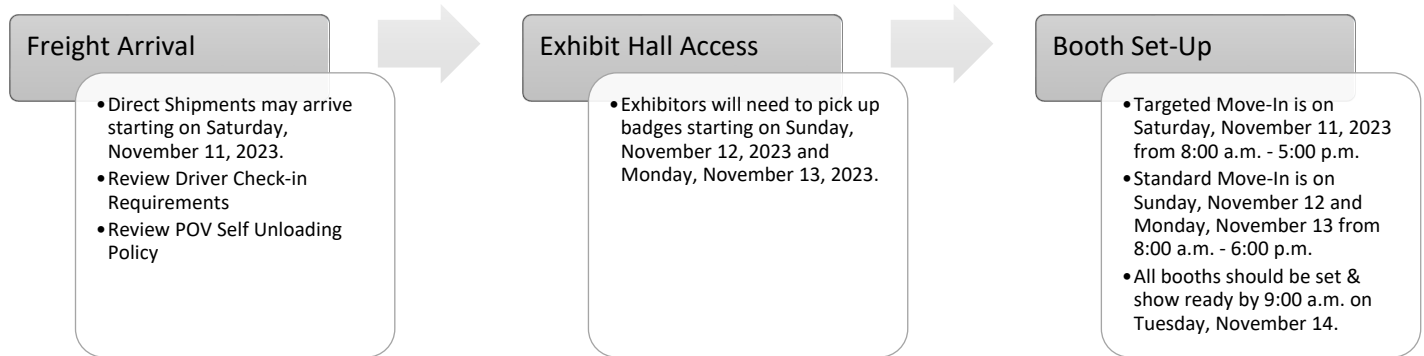 Freight Arrival
•Direct Shipments may arrive
starting on Saturday,
November 11, 2023.
•Review Driver Check-in
Requirements
•Review POV Self Unloading
Policy
Exhibit Hall Access
•Exhibitors will need to pick up
badges starting on Sunday,
November 12, 2023 and
Monday, November 13, 2023.
Booth Set-Up
•Targeted Move-In is on
Saturday, November 11, 2023
from 8:00 a.m. - 5:00 p.m.
•Standard Move-In is on
Sunday, November 12 and
Monday, November 13 from
8:00 a.m. - 6:00 p.m.
•All booths should be set &
show ready by 9:00 a.m. on
Tuesday, November 14.